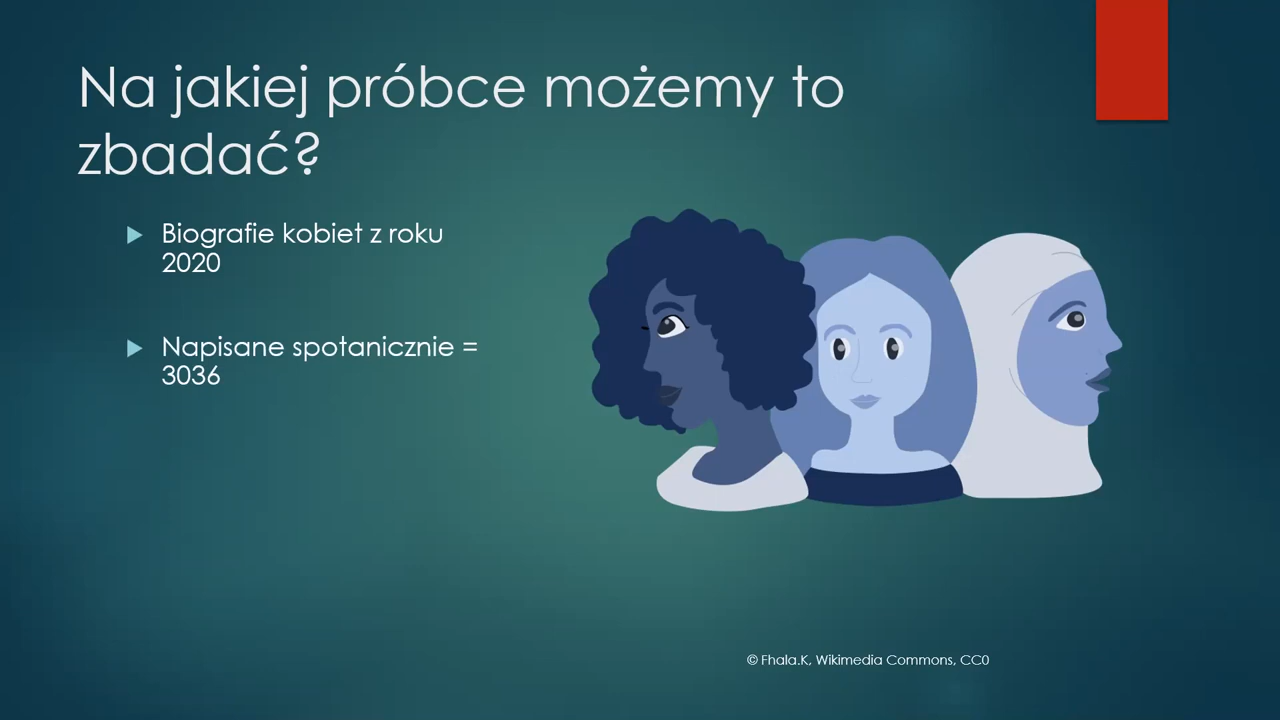 Na jakiej próbce możemy to
zbadać?
Biografie kobiet z roku
2020
Napisane spotanicznie =
3036
© Fhala.K, Wikimedia Commons, CC0